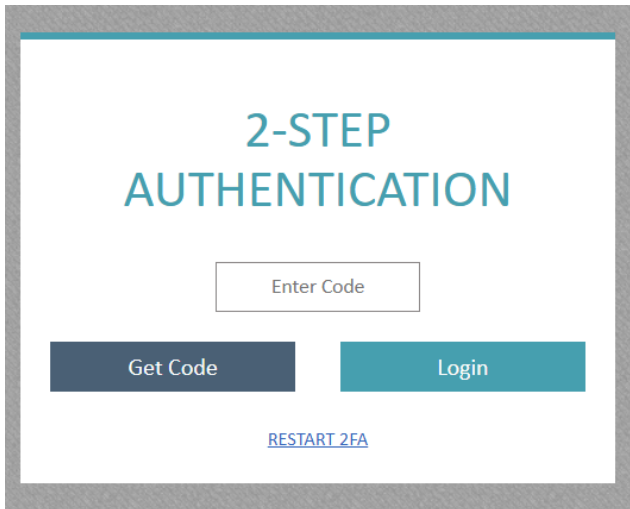 2-STEP
AUTHENTICATION
Enter Code
Get Code
Login
RESTART 2FA